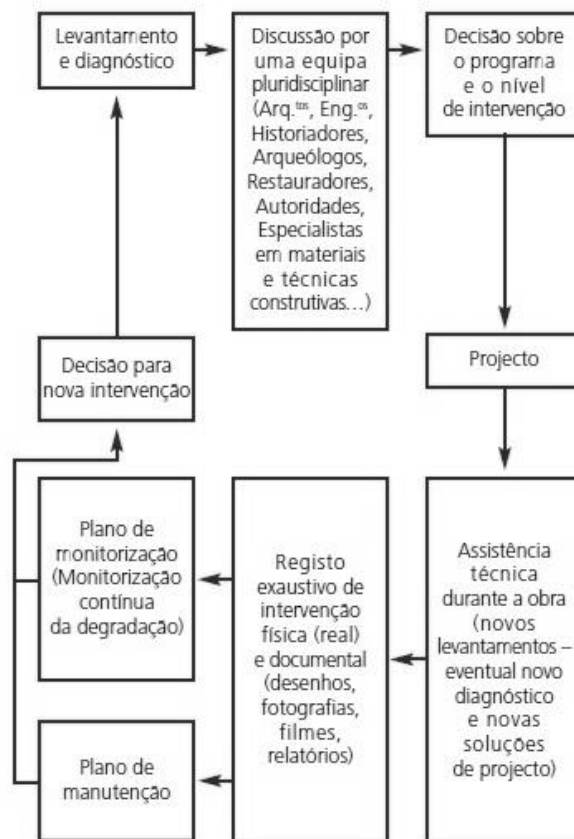 Levantamento
e diagnóstico
Discussão por
uma equipa
pluridisciplinar
(Arq.tos, Eng.os,
Historiadores,
Arqueólogos,
Restauradores,
Autoridades,
Especialistas
em materiais
e técnicas
construtivas...)
Decisão sobre
o programa
e o nível
de intervenção
Projecto
Assistência
técnica
durante a obra
(novos
levantamentos –
eventual novo
diagnóstico
e novas
soluções
de projecto)
Registo
exaustivo de
intervenção
física (real)
e documental
(desenhos,
fotografias,
filmes,
relatórios)
Plano de
monitorização
(Monitorização
contínua
da degradação)
Plano de
manutenção
Decisão para
nova intervenção